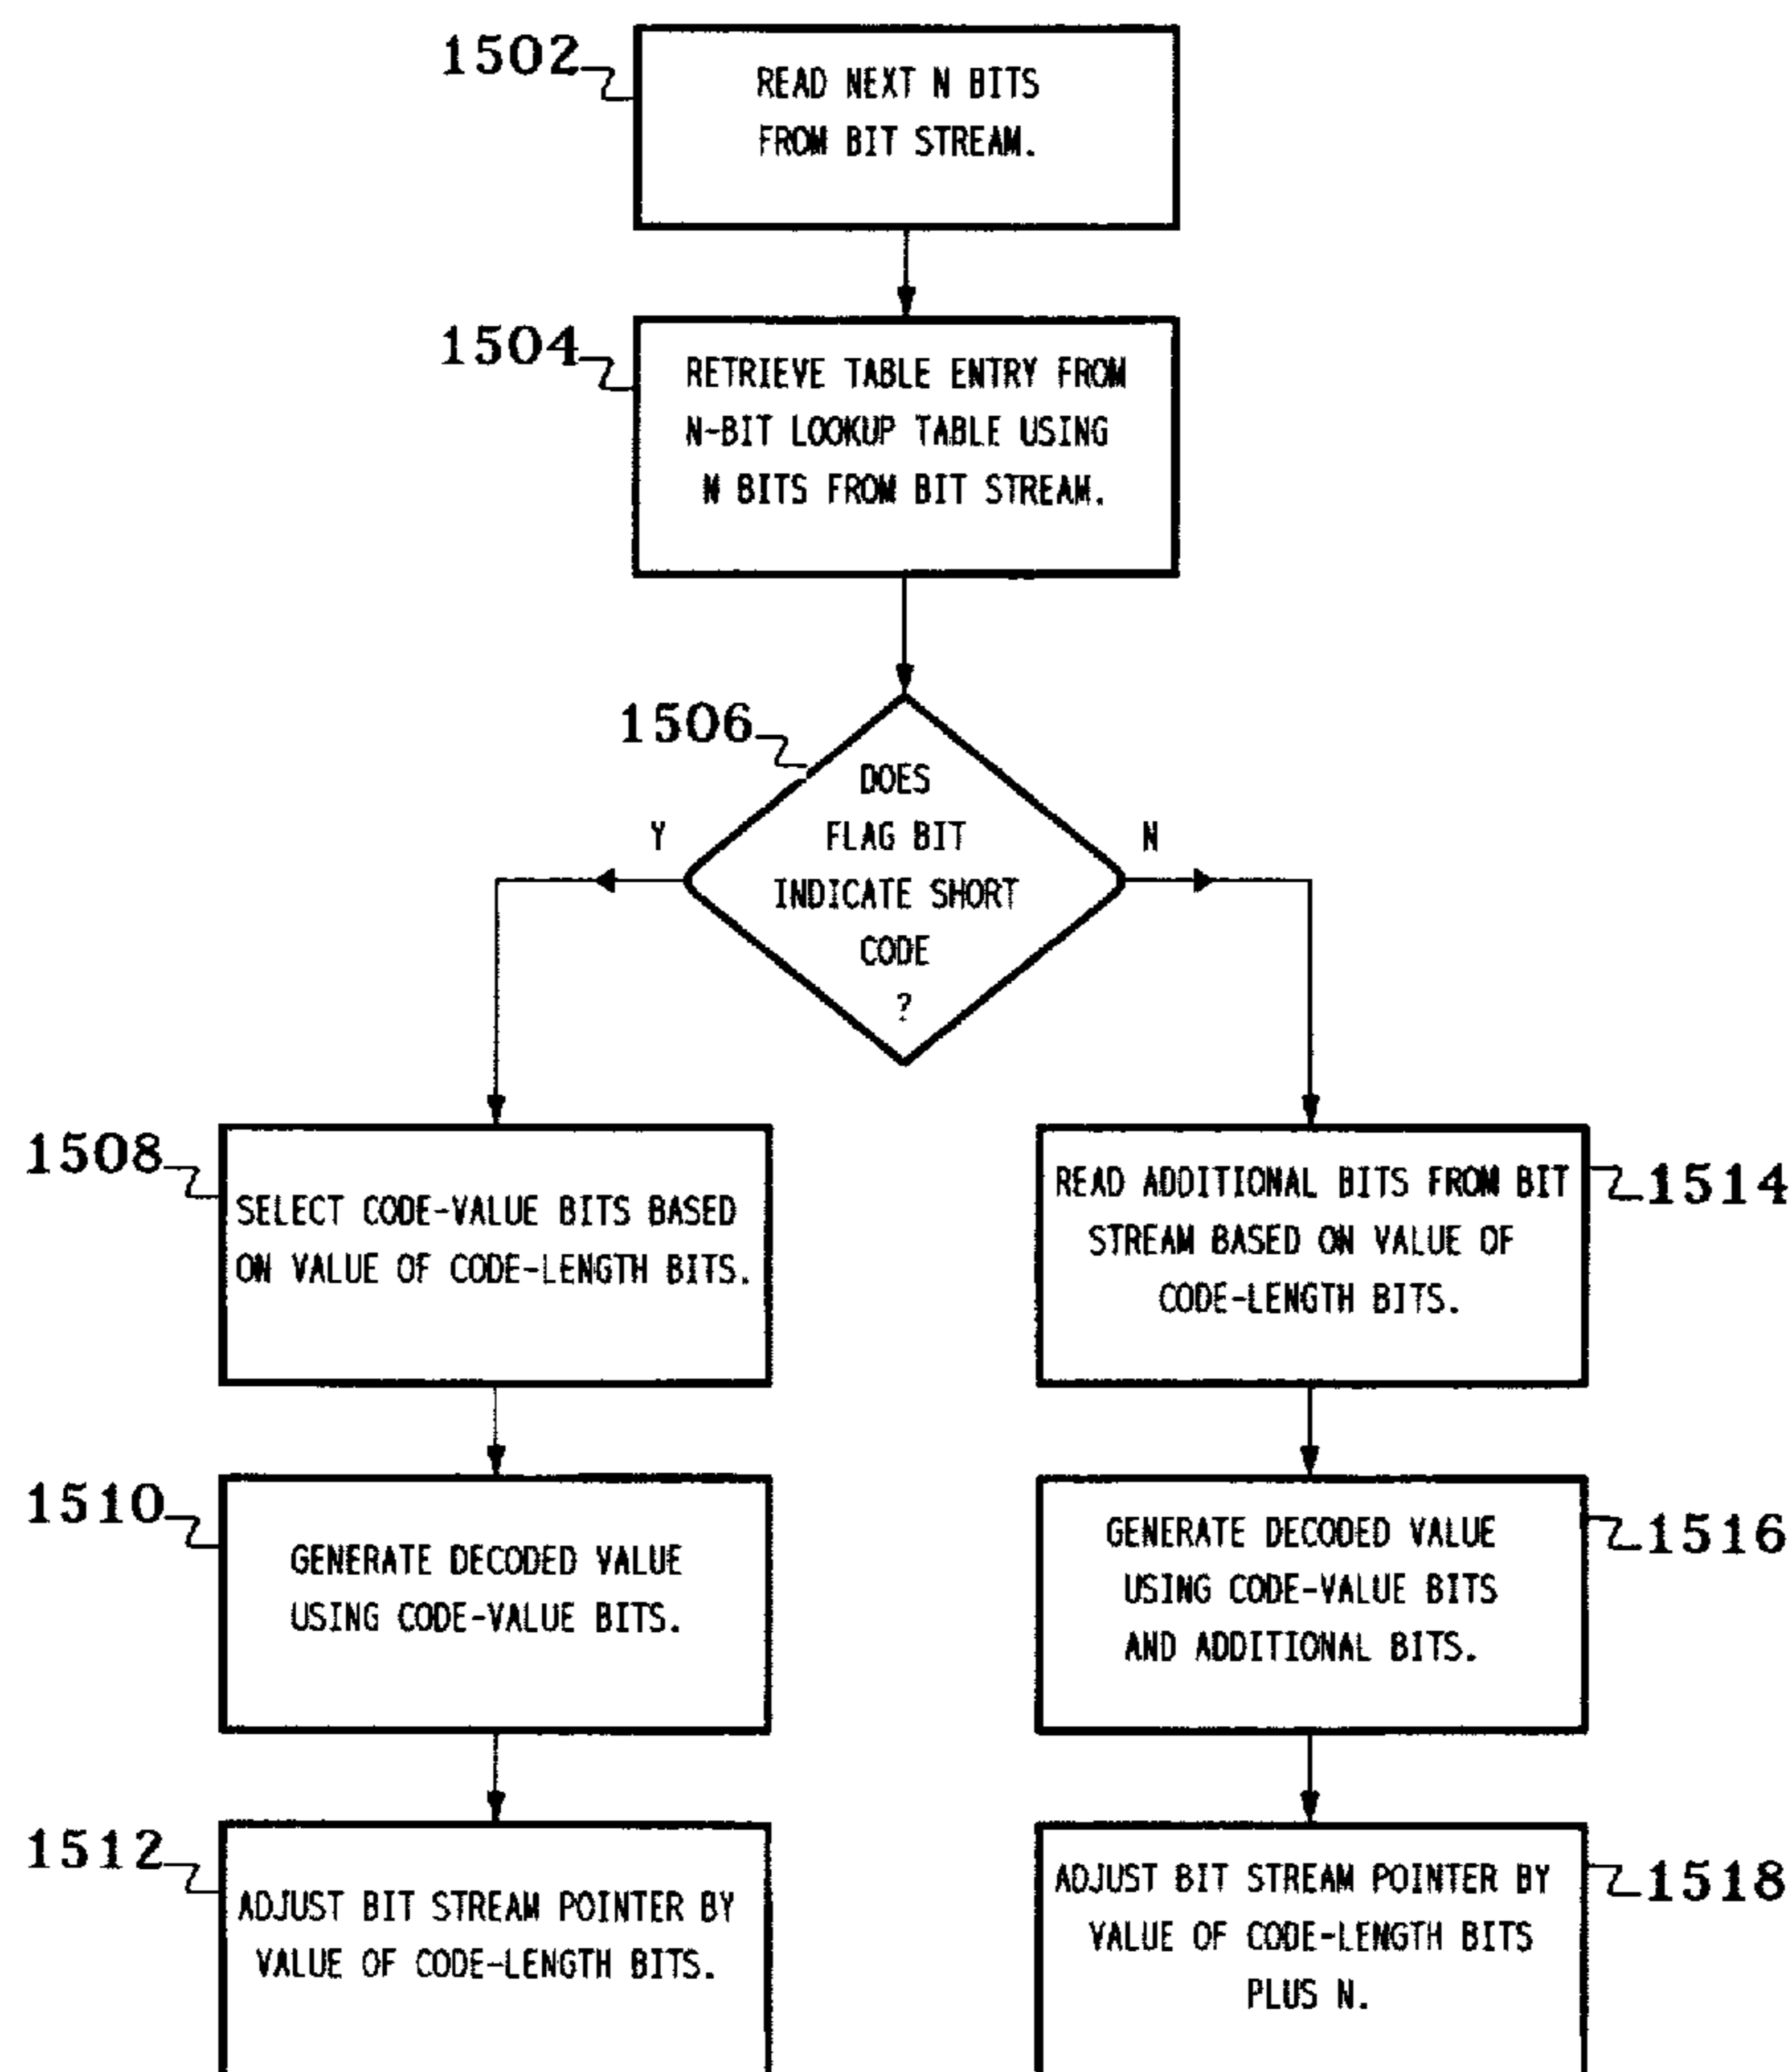 1502
READ NEXT N BITS
FROM BIT STREAM.
1504
RETRIEVE TABLE ENTRY FROM
N-BIT LOOKUP TABLE USING
N BITS FROM BIT STREAM.
1506
DOES
FLAG BIT
INDICATE SHORT
CODE
?
Y
N
1508
SELECT CODE-VALUE BITS BASED
ON VALUE OF CODE-LENGTH BITS.
1510
GENERATE DECODED VALUE
USING CODE-VALUE BITS.
1512
ADJUST BIT STREAM POINTER BY
VALUE OF CODE-LENGTH BITS.
1514
READ ADDITIONAL BITS FROM BIT
STREAM BASED ON VALUE OF
CODE-LENGTH BITS.
1516
GENERATE DECODED VALUE
USING CODE-VALUE BITS
AND ADDITIONAL BITS.
1518
ADJUST BIT STREAM POINTER BY
VALUE OF CODE-LENGTH BITS
PLUS N.